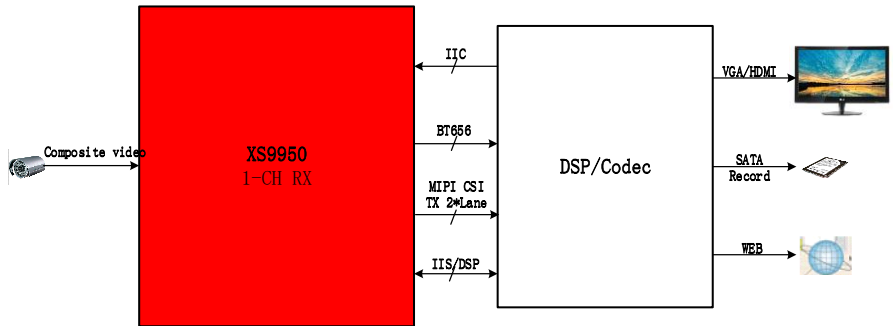 Composite video
XS9950
1-CH RX
IIC
BT656
MIPI CSI
TX 2*Lane
IIS/DSP
DSP/Codec
VGA/HDMI
SATA
Record
WEB